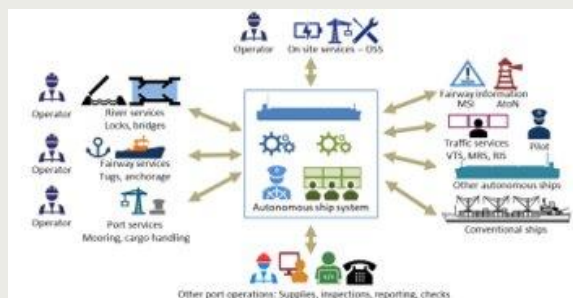 Operator
On site services – OSS
Operator
River services
Locks, bridges
Operator
Fairway services
Tugs, anchorage
Operator
Port services
Mooring, cargo handling
Autonomous ship system
Fairway information
MSI
AtoN
Traffic services
VTS, MRS, RIS
Pilot
Other autonomous ships
Conventional ships
Other port operations: Supplies, inspections, reporting, checks